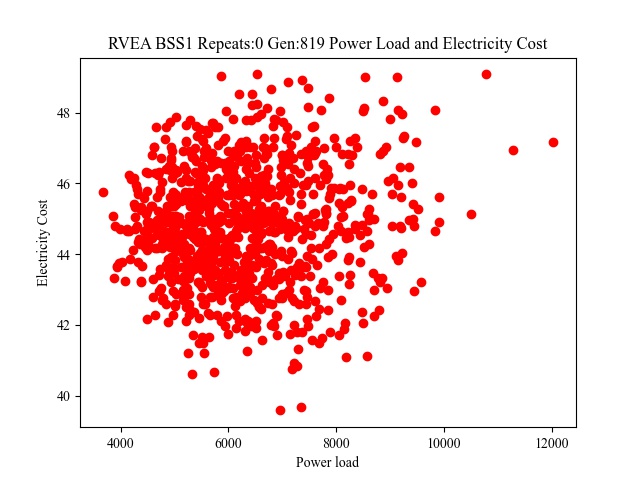 RVEA BSS1 Repeats:0 Gen:819 Power Load and Electricity Cost
48
46
44
42
40
Electricity Cost
4000 6000 8000 10000 12000
Power load